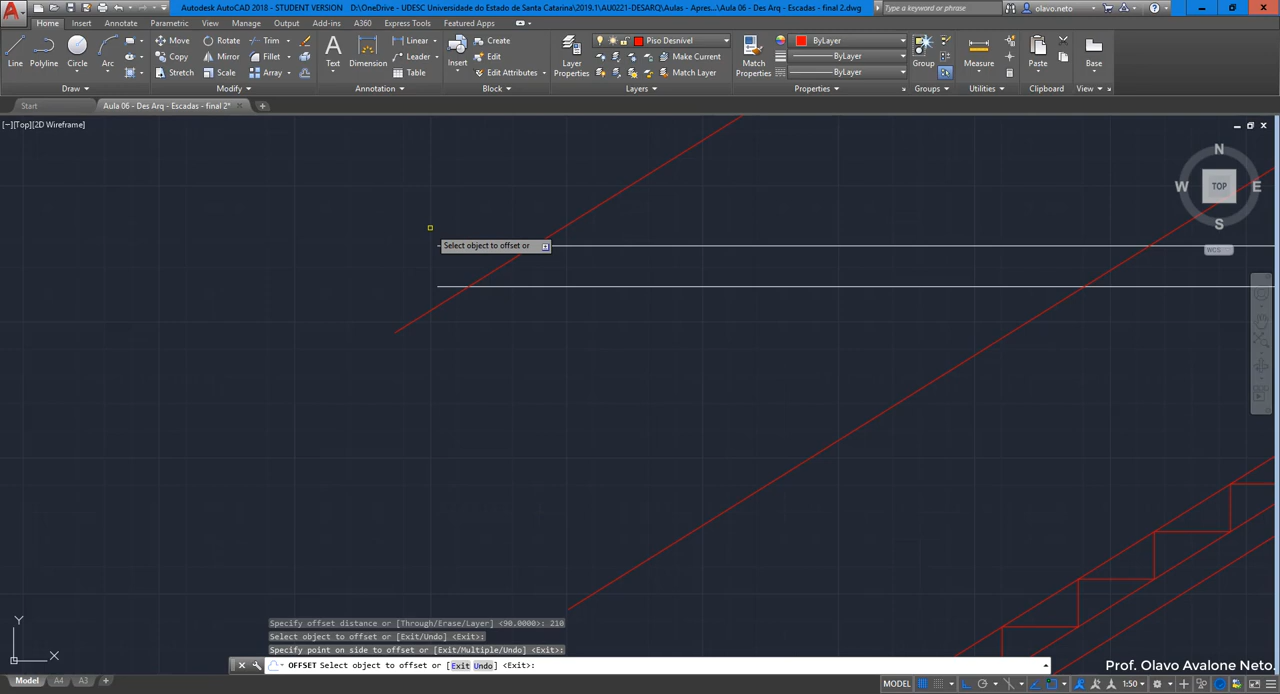 Autodesk AutoCAD 2018 - STUDENT VERSION D:\OneDrive - UDESC Universidade do Estado de Santa Catarina\2019.1\AU0221-DESARQ\Aulas - Apres...\Aula 06 - Des Arq - Escadas - final 2.dwg
Type a keyword or phrase olavo.neto
Home Insert Annotate Parametric View Manage Output Add-ins A360 Express Tools Featured Apps
Line Polyline Circle Arc
Move Rotate Trim
Copy Mirror Fillet
Stretch Scale Array
Text Dimension
Linear
Leader
Table
Insert
Create
Edit
Edit Attributes
Layer Properties
Piso Desnivel
Make Current
Match Layer
Match Properties
ByLayer
ByLayer
ByLayer
Group Measure Paste Base
Draw Modify Annotation Block Layers Properties Groups Utilities Clipboard View
Start Aula 06 - Des Arq - Escadas - final 2*
[−][Top][2D Wireframe]
N
W TOP E
S
WCS
Select object to offset or
Y
X
Specify offset distance or [Through/Erase/Layer] <90.0000>: 210
Select object to offset or [Exit/Undo] <Exit>:
Specify point on side to offset or [Exit/Multiple/Undo] <Exit>:
OFFSET Select object to offset or [Exit Undo] <Exit>:
Prof. Olavo Avalone Neto.
Model A4 A3 MODEL 1:50